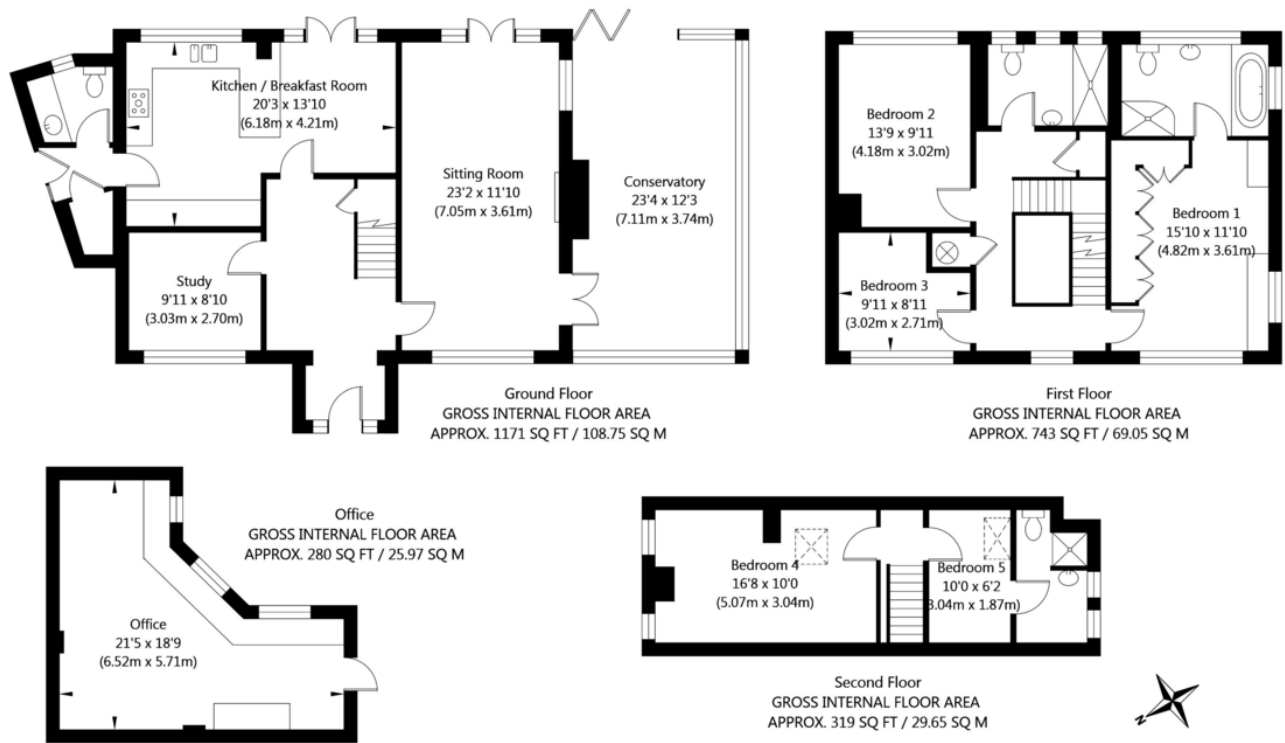 Kitchen / Breakfast Room
20'3 x 13'10
(6.18m x 4.21m)
Sitting Room
23'2 x 11'10
(7.05m x 3.61m)
Conservatory
23'4 x 12'3
(7.11m x 3.74m)
Study
9'11 x 8'10
(3.03m x 2.70m)
Ground Floor
GROSS INTERNAL FLOOR AREA
APPROX. 1171 SQ FT / 108.75 SQ M
Bedroom 2
13'9 x 9'11
(4.18m x 3.02m)
Bedroom 1
15'10 x 11'10
(4.82m x 3.61m)
Bedroom 3
9'11 x 8'11
(3.02m x 2.71m)
First Floor
GROSS INTERNAL FLOOR AREA
APPROX. 743 SQ FT / 69.05 SQ M
Office
GROSS INTERNAL FLOOR AREA
APPROX. 280 SQ FT / 25.97 SQ M
Office
21'5 x 18'9
(6.52m x 5.71m)
Bedroom 4
16'8 x 10'0
(5.07m x 3.04m)
Bedroom 5
10'0 x 6'2
(3.04m x 1.87m)
Second Floor
GROSS INTERNAL FLOOR AREA
APPROX. 319 SQ FT / 29.65 SQ M
N